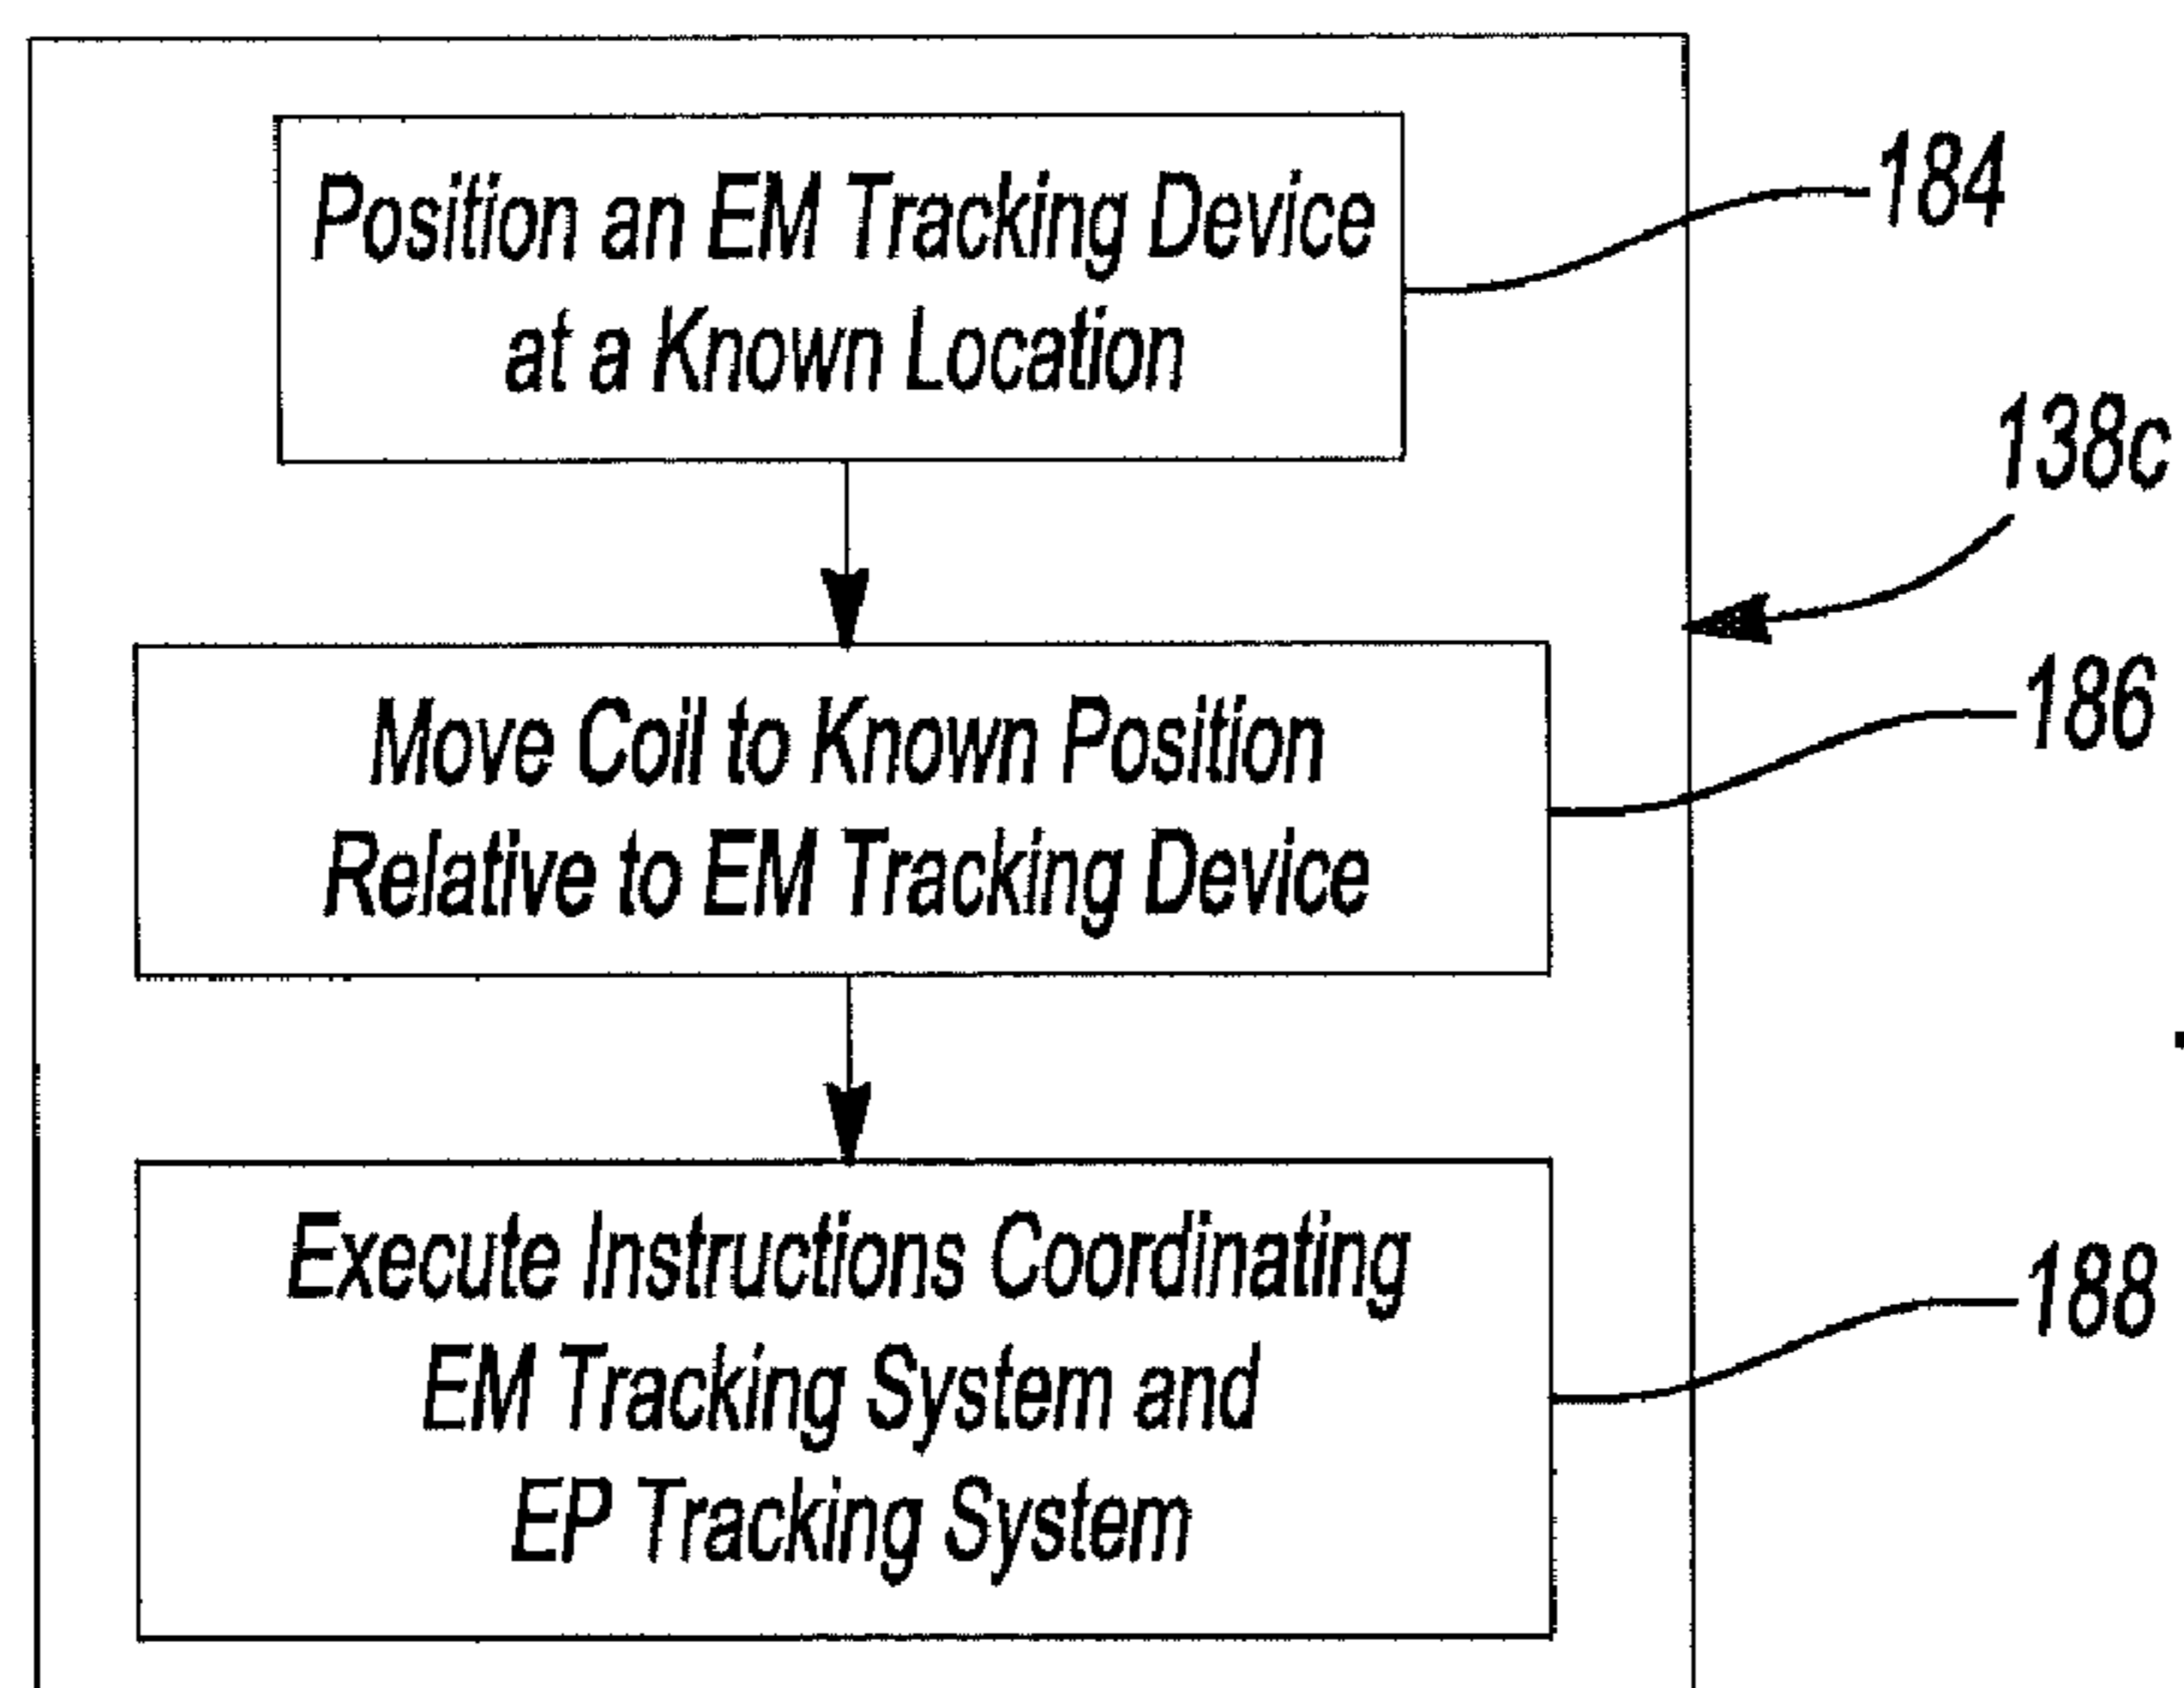 Position an EM Tracking Device
at a Known Location
184
138c
Move Coil to Known Position
Relative to EM Tracking Device
186
Execute Instructions Coordinating
EM Tracking System and
EP Tracking System
188